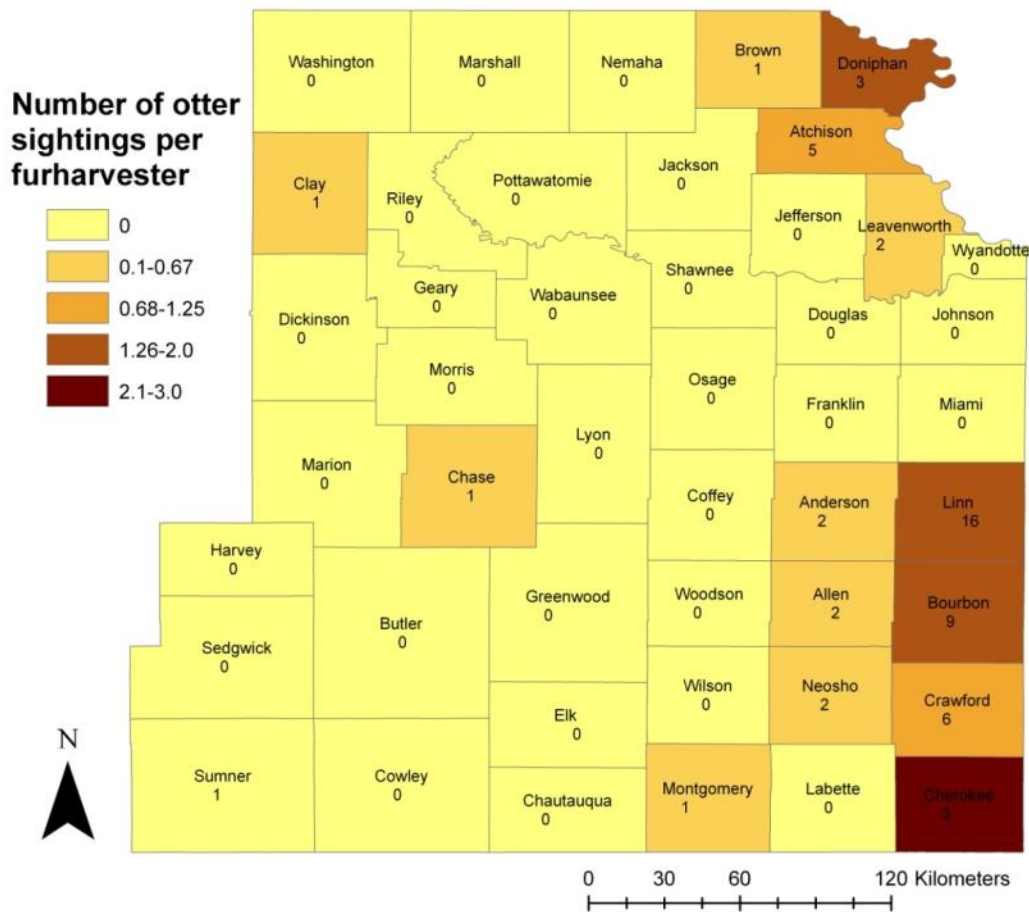 Number of otter
sightings per
furharvester
0
0.1-0.67
0.68-1.25
1.26-2.0
2.1-3.0
Washington
0
Marshall
0
Nemaha
0
Brown
1
Doniphan
3
Atchison
5
Clay
1
Riley
0
Pottawatomie
0
Jackson
0
Jefferson
0
Leavenworth
2
Wyandotte
0
Dickinson
0
Geary
0
Wabaunsee
0
Shawnee
0
Douglas
0
Johnson
0
Morris
0
Osage
0
Franklin
0
Miami
0
Marion
0
Chase
1
Lyon
0
Coffey
0
Anderson
2
Linn
16
Harvey
0
Butler
0
Greenwood
0
Woodson
0
Allen
2
Bourbon
9
Sedgwick
0
Elk
0
Wilson
0
Neosho
2
Crawford
6
Sumner
1
Cowley
0
Chautauqua
0
Montgomery
1
Labette
0
Cherokee
3
N
0 30 60 120 Kilometers